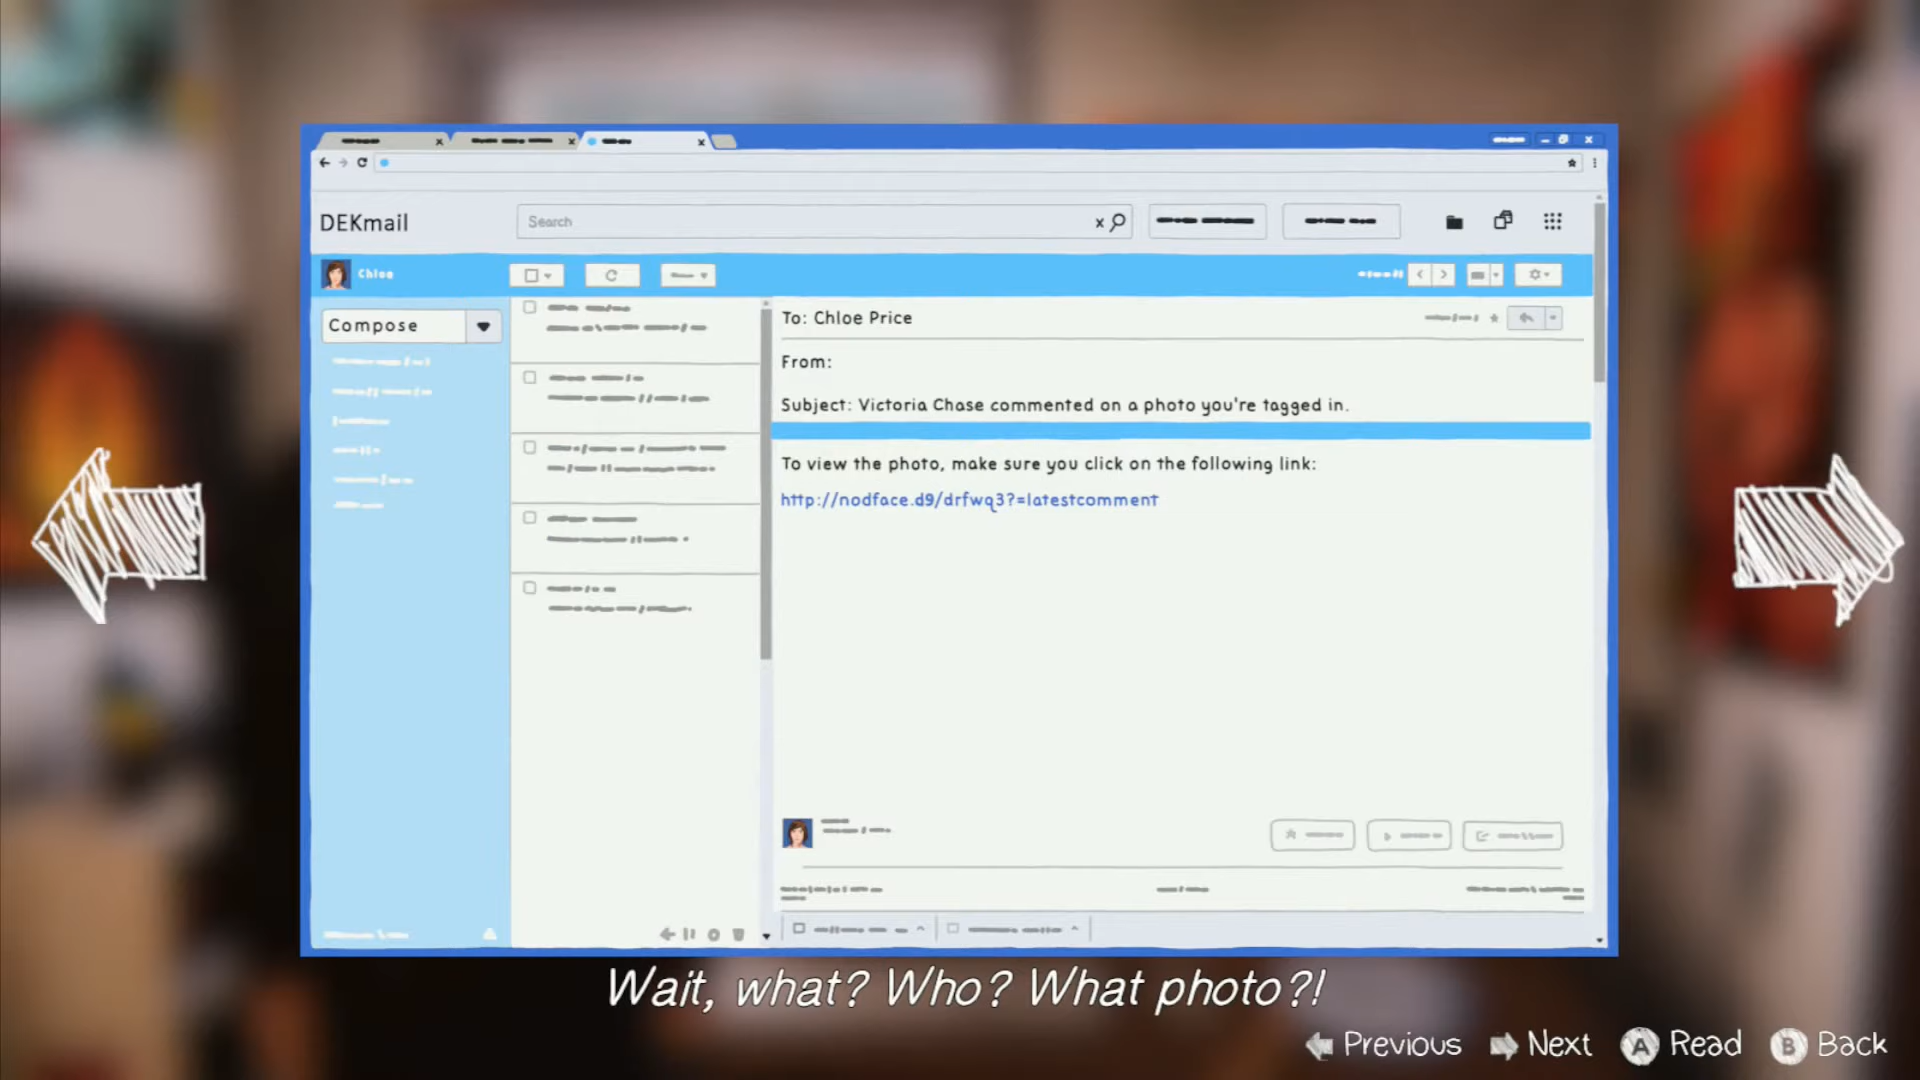 DEKmail
Search
Chloe
Compose
To: Chloe Price
From:
Subject: Victoria Chase commented on a photo you're tagged in.
To view the photo, make sure you click on the following link:
http://nodface.d9/drfwq3?=latestcomment
Wait, what? Who? What photo?!
Previous
Next
A Read
B Back